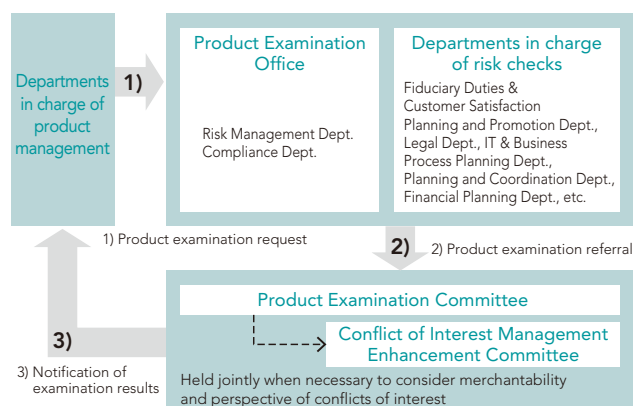 Departments
in charge of
product
management
1)
Product Examination
Office
Risk Management Dept.
Compliance Dept.
Departments in charge
of risk checks
Fiduciary Duties &
Customer Satisfaction
Planning and Promotion Dept.,
Legal Dept., IT & Business
Process Planning Dept.,
Planning and Coordination Dept.,
Financial Planning Dept., etc.
1) Product examination request
2)
2) Product examination referral
Product Examination Committee
Conflict of Interest Management
Enhancement Committee
Held jointly when necessary to consider merchantability
and perspective of conflicts of interest
3)
3) Notification of
examination results